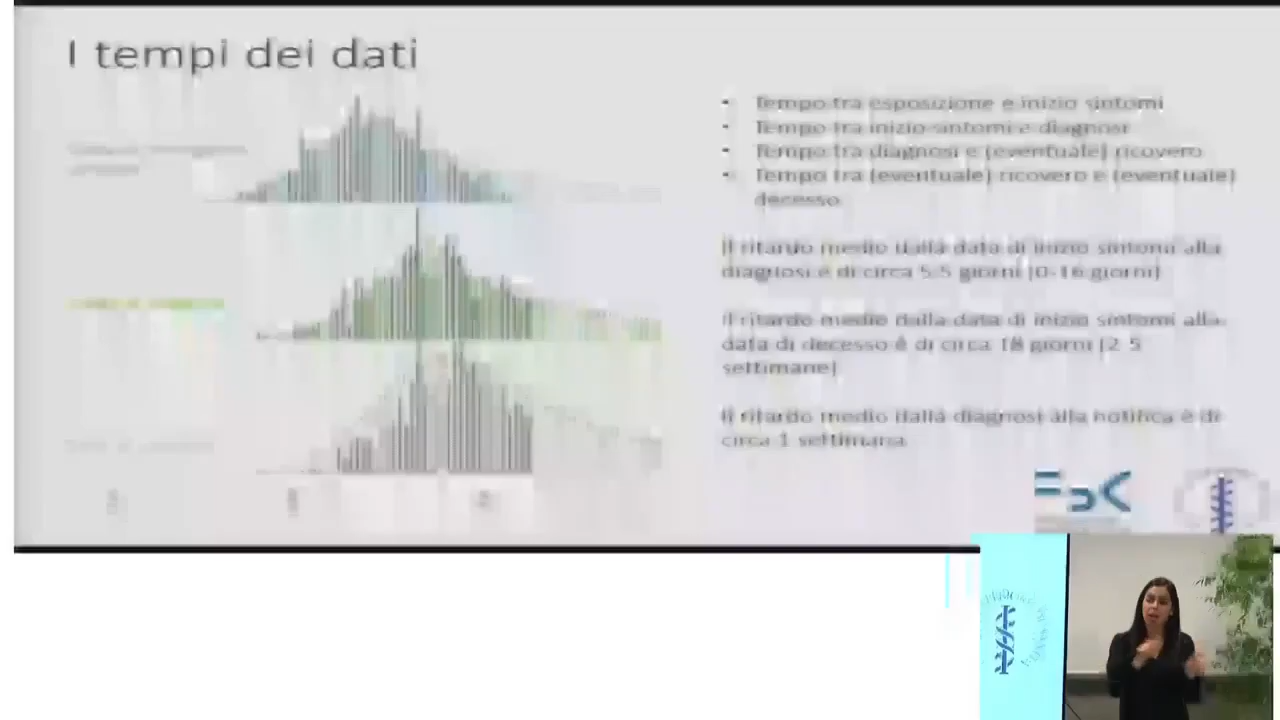 I tempi dei dati
• Tempo tra esposizione e inizio sintomi
• Tempo tra inizio sintomi e diagnosi
• Tempo tra diagnosi e (eventuale) ricovero
• Tempo tra (eventuale) ricovero e (eventuale)
decesso
Il ritardo medio dalla data di inizio sintomi alla
diagnosi è di circa 5.5 giorni (0-16 giorni)
Il ritardo medio dalla data di inizio sintomi alla
data di decesso è di circa 18 giorni (2-5
settimane)
Il ritardo medio dalla diagnosi alla notifica è di
circa 1 settimana
FBK